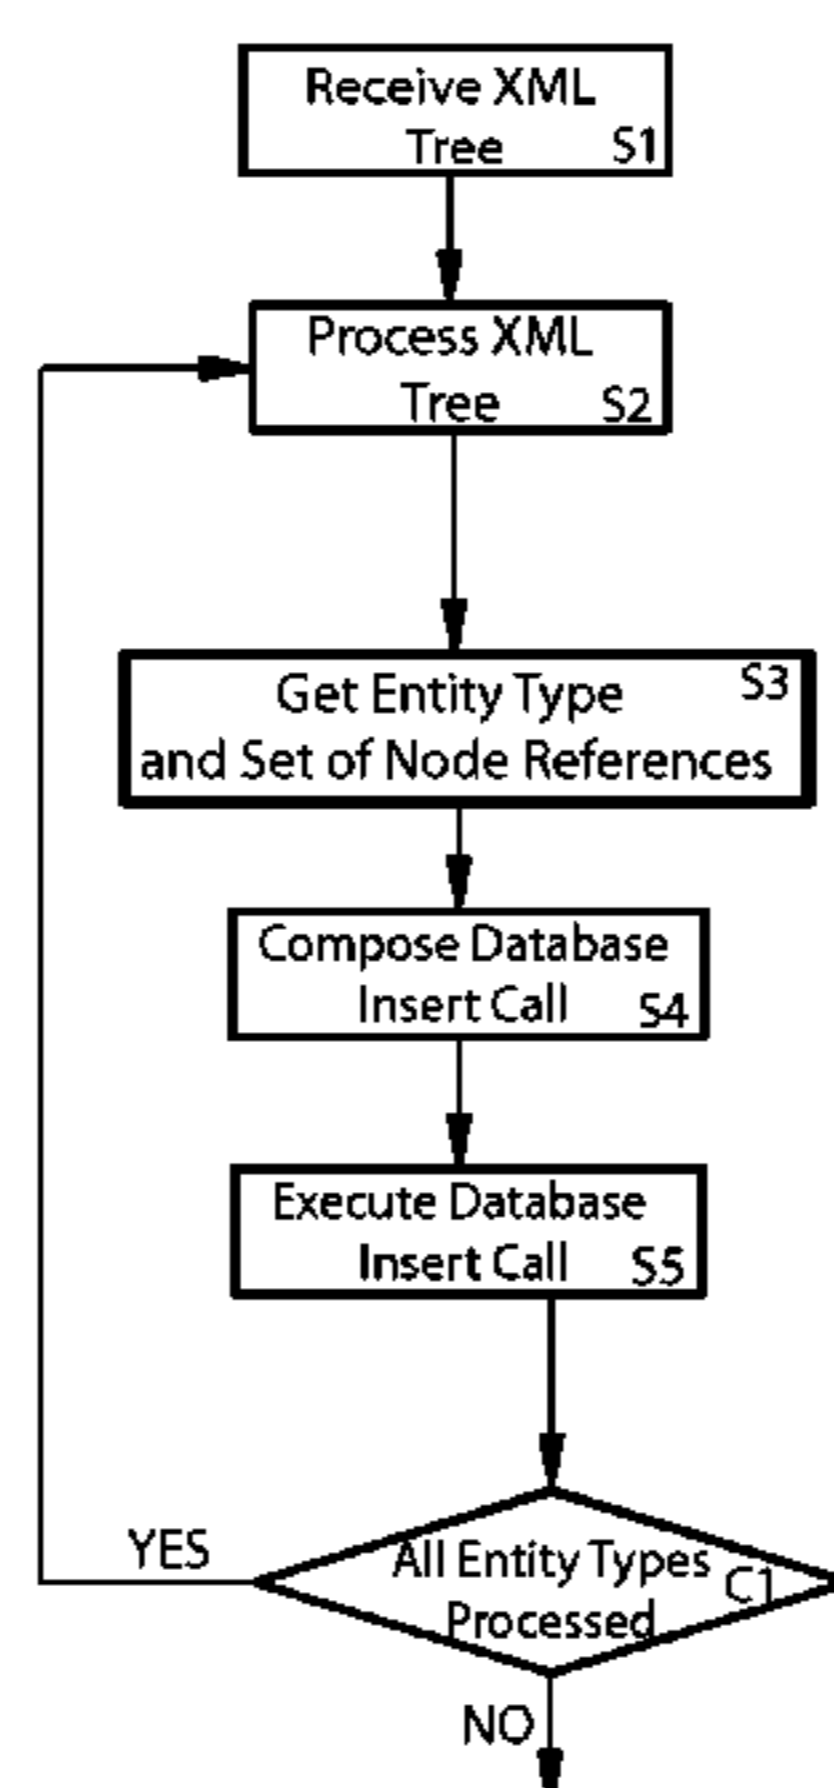 Receive XML
Tree S1
Process XML
Tree S2
Get Entity Type S3
and Set of Node References
Compose Database
Insert Call S4
Execute Database
Insert Call S5
YES
All Entity Types C1
Processed
NO